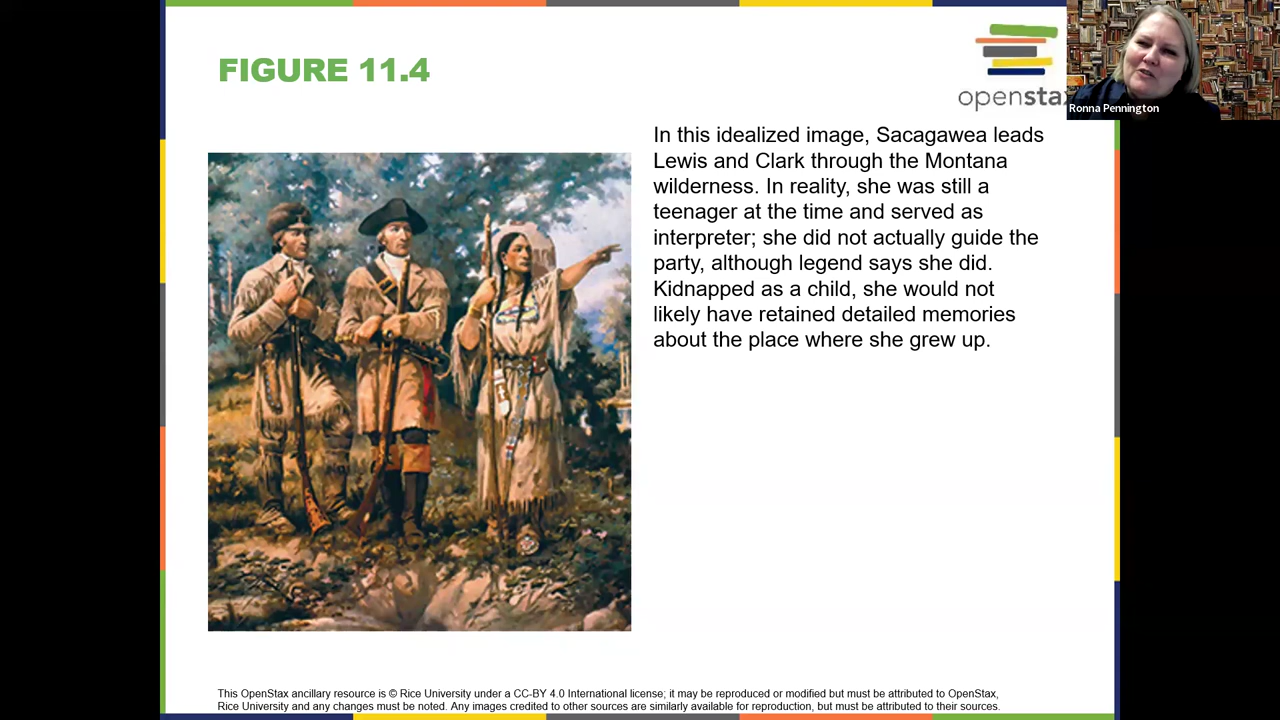 FIGURE 11.4
openstax
Ronna Pennington
In this idealized image, Sacagawea leads
Lewis and Clark through the Montana
wilderness. In reality, she was still a
teenager at the time and served as
interpreter; she did not actually guide the
party, although legend says she did.
Kidnapped as a child, she would not
likely have retained detailed memories
about the place where she grew up.
This OpenStax ancillary resource is © Rice University under a CC-BY 4.0 International license; it may be reproduced or modified but must be attributed to OpenStax,
Rice University and any changes must be noted. Any images credited to other sources are similarly available for reproduction, but must be attributed to their sources.